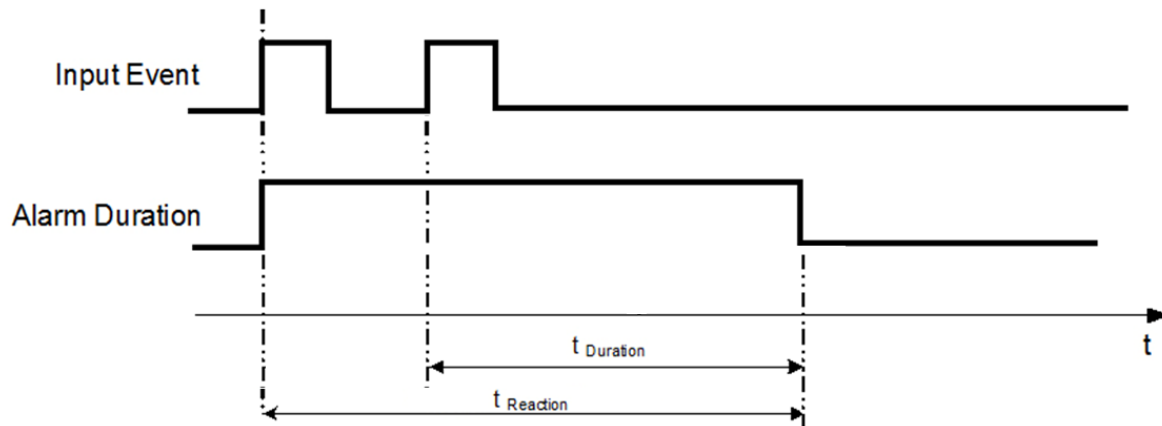 Input Event
Alarm Duration
t
t Duration
t Reaction